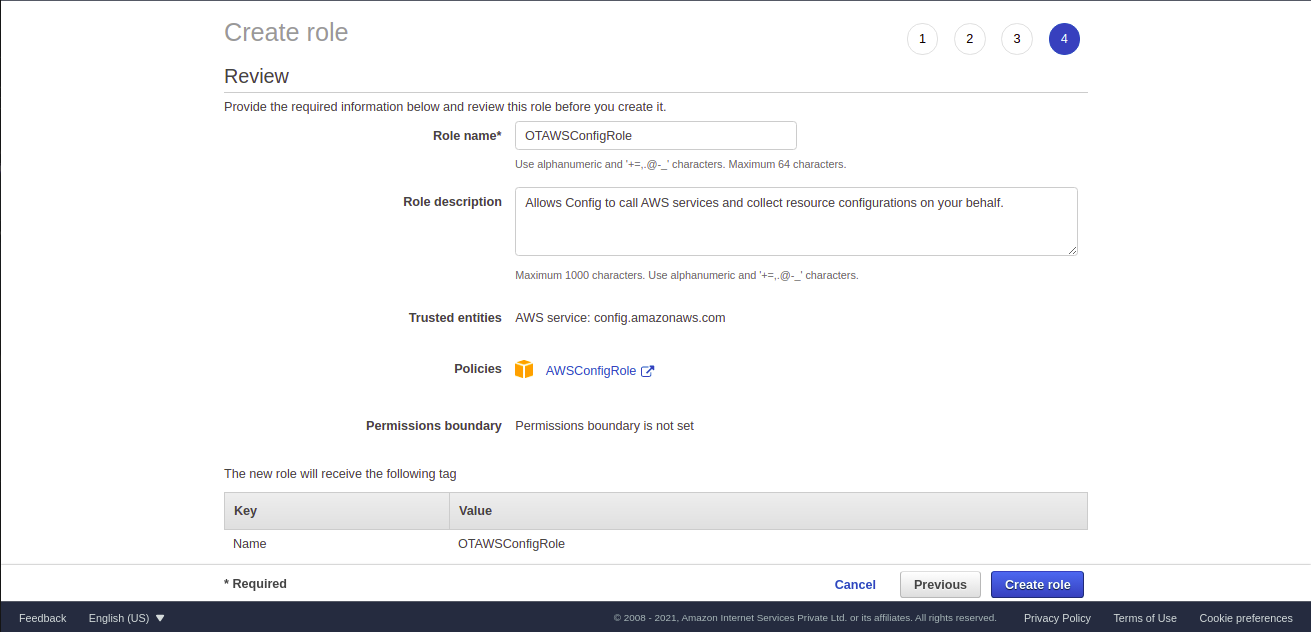 Create role
1 2 3 4
Review
Provide the required information below and review this role before you create it.
Role name* OTAWSConfigRole
Use alphanumeric and '+=,.@-_' characters. Maximum 64 characters.
Role description Allows Config to call AWS services and collect resource configurations on your behalf.
Maximum 1000 characters. Use alphanumeric and '+=,.@-_' characters.
Trusted entities AWS service: config.amazonaws.com
Policies AWSConfigRole
Permissions boundary Permissions boundary is not set
The new role will receive the following tag
Key Value
Name OTAWSConfigRole
* Required Cancel Previous Create role
Feedback English (US) © 2008 - 2021, Amazon Internet Services Private Ltd. or its affiliates. All rights reserved. Privacy Policy Terms of Use Cookie preferences